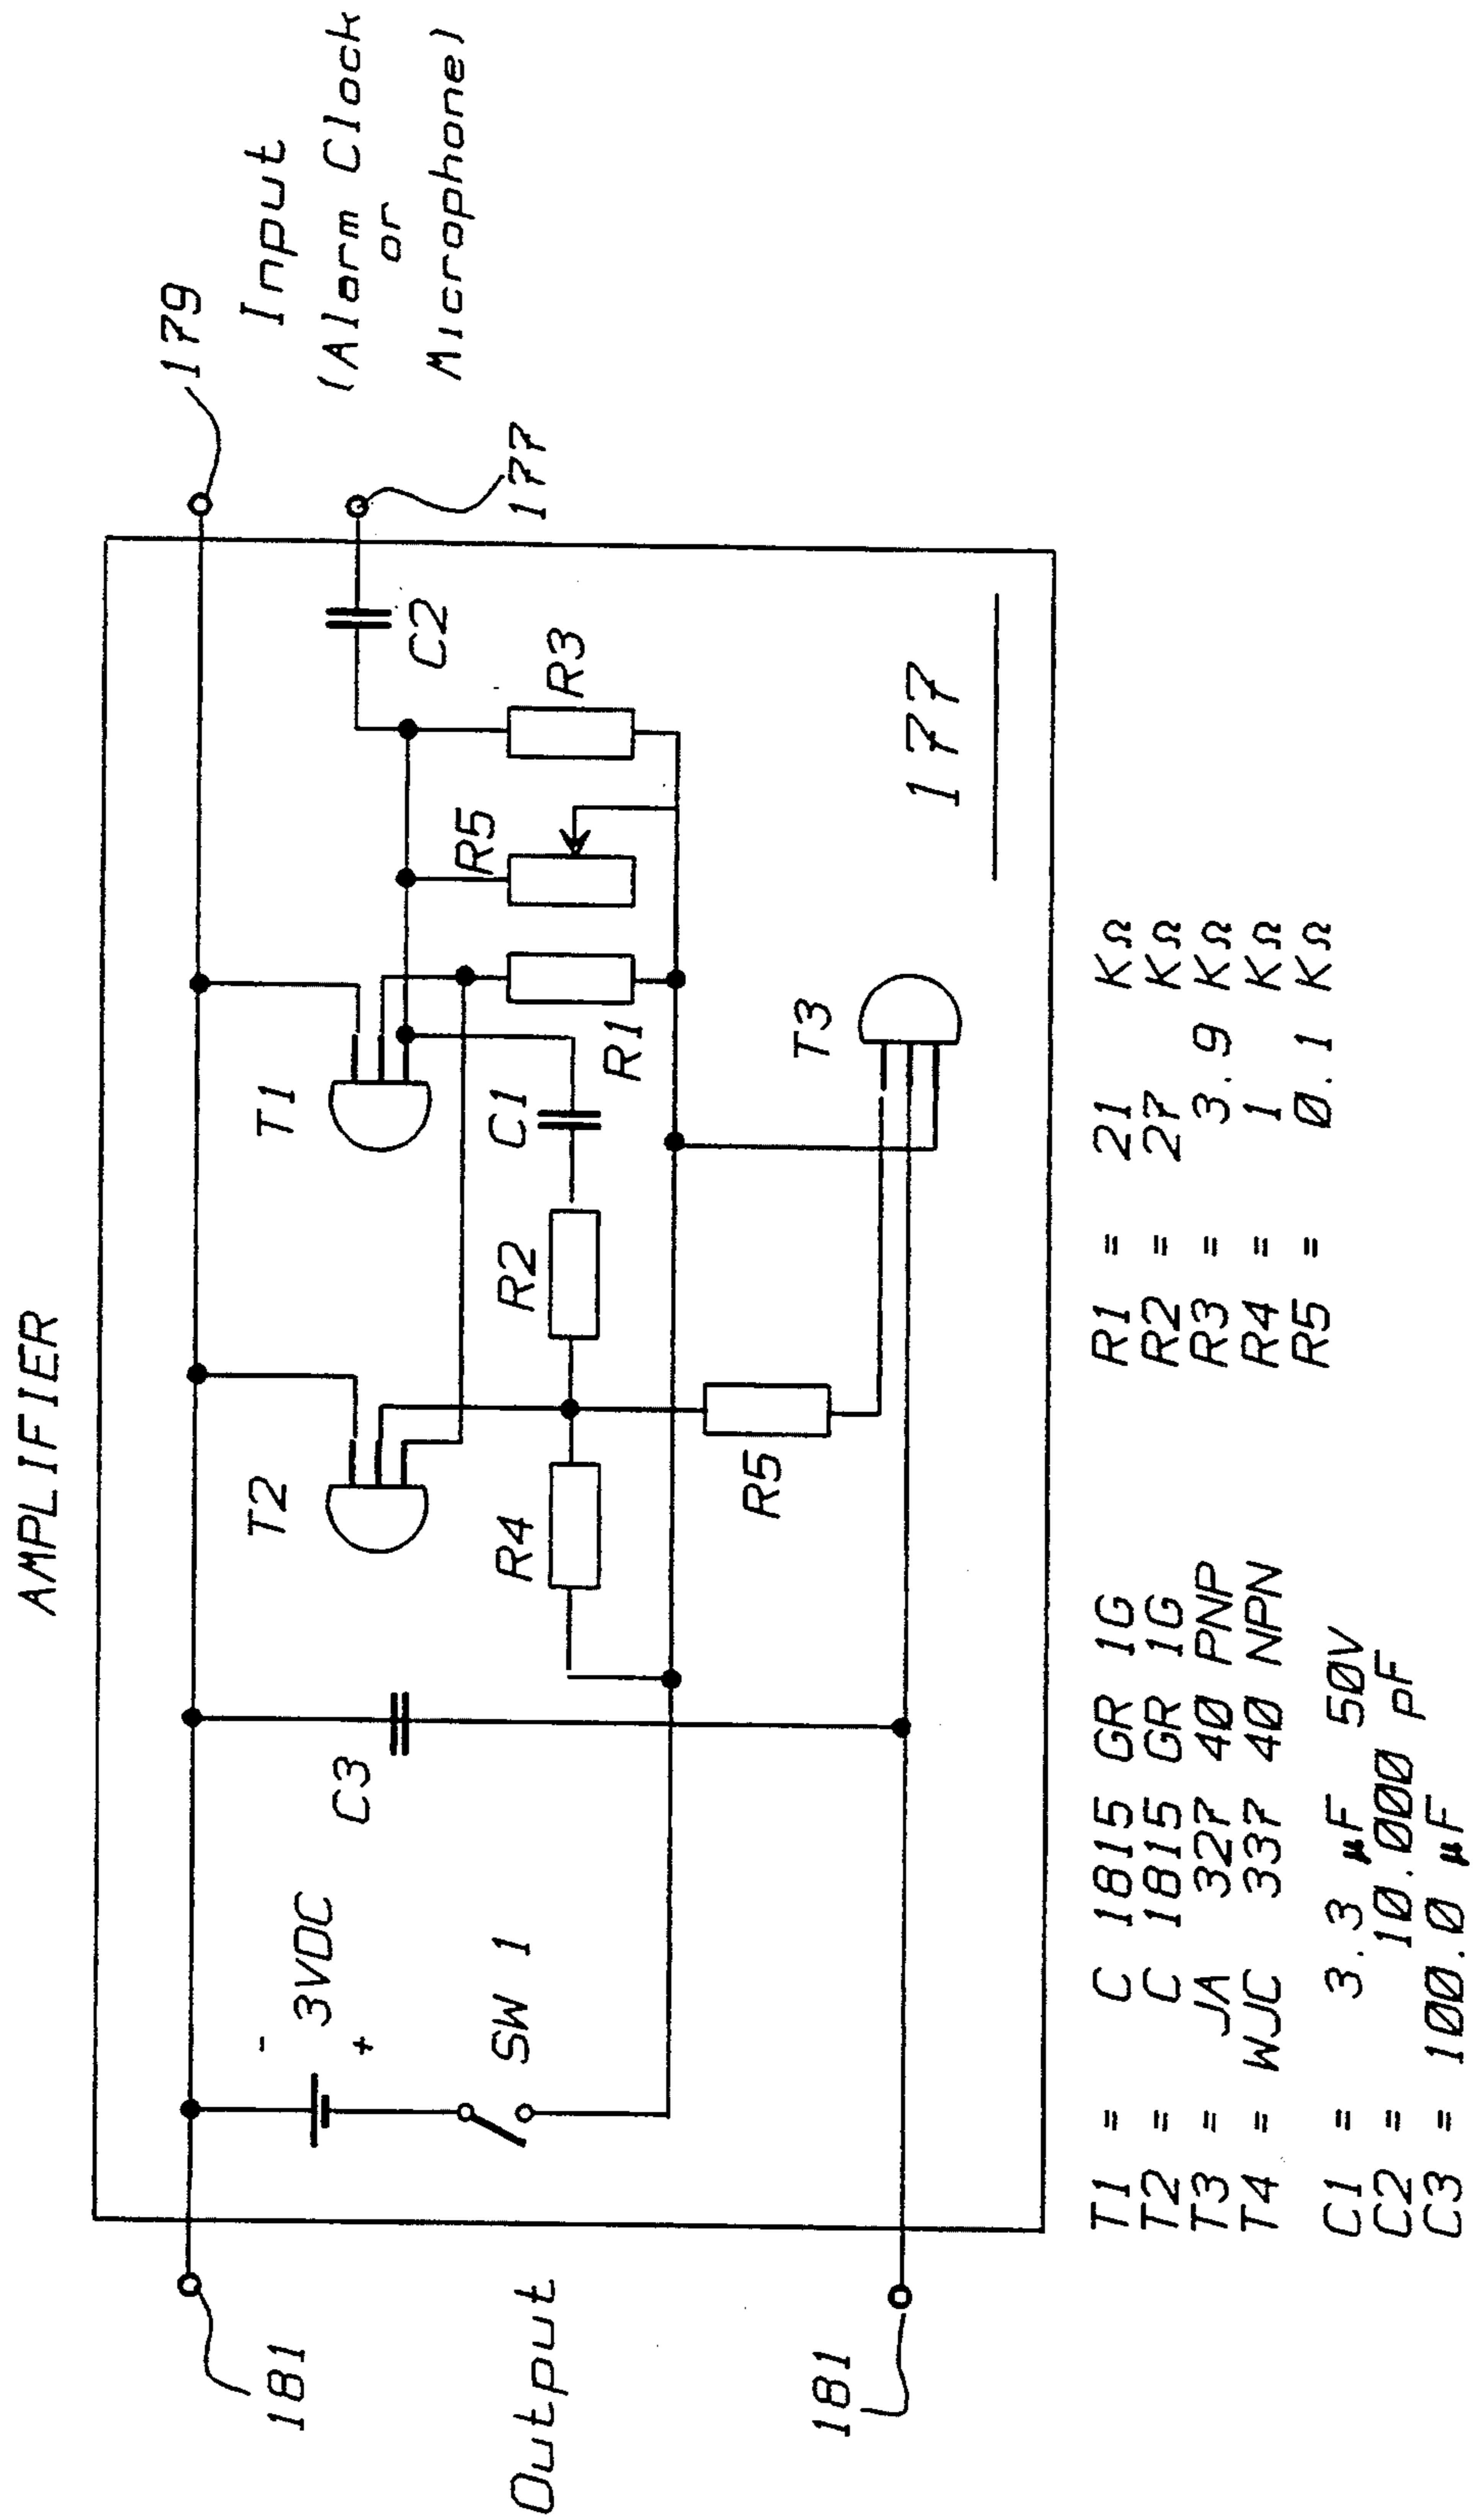 AMPLIFIER
179
Input
(Alarm Clock
or
Microphone)
177
T1
T2
C3
3VDC
-
+
SW 1
C2
R3
R5
R1
C1
R2
R4
T3
R5
177
181
Output
181
T1 = C 1815 GR 1G
T2 = C 1815 GR 1G
T3 = JA 327 40 PNP
T4 = WJC 337 40 NPN
C1 = 3.3 µF 50V
C2 = 10.000 pF
C3 = 100.0 µF
R1 = 21 KΩ
R2 = 27 KΩ
R3 = 3.9 KΩ
R4 = 1 KΩ
R5 = 0.1 KΩ